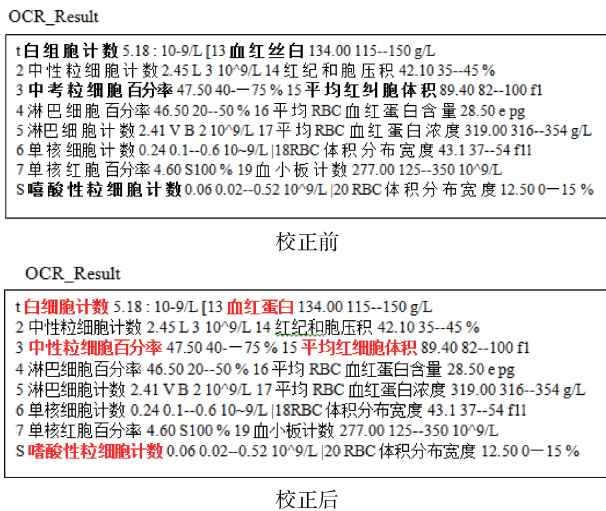 OCR_Result
t 白组胞计数 5.18 : 10-9/L [13 血红丝白 134.00 115--150 g/L
2 中性粒细胞计数 2.45 L 3 10^9/L 14 红纪和胞压积 42.10 35--45 %
3 中考粒细胞百分率 47.50 40-一75 % 15 平均红纠胞体积 89.40 82--100 f1
4 淋巴细胞百分率 46.50 20--50 % 16 平均 RBC 血红蛋白含量 28.50 e pg
5 淋巴细胞计数 2.41 V B 2 10^9/L 17 平均 RBC 血红蛋白浓度 319.00 316--354 g/L
6 单核细胞计数 0.24 0.1--0.6 10~9/L |18RBC 体积分布宽度 43.1 37--54 f1l
7 单核红胞百分率 4.60 S100 % 19 血小板计数 277.00 125--350 10^9/L
S 嘻酸性粒细胞计数 0.06 0.02--0.52 10^9/L |20 RBC 体积分布宽度 12.50 0一15 %
校正前
OCR_Result
t 白细胞计数 5.18 : 10-9/L [13 血红蛋白 134.00 115--150 g/L
2 中性粒细胞计数 2.45 L 3 10^9/L 14 红纪和胞压积 42.10 35--45 %
3 中性粒细胞百分率 47.50 40-一75 % 15 平均红细胞体积 89.40 82--100 f1
4 淋巴细胞百分率 46.50 20--50 % 16 平均 RBC 血红蛋白含量 28.50 e pg
5 淋巴细胞计数 2.41 V B 2 10^9/L 17 平均 RBC 血红蛋白浓度 319.00 316--354 g/L
6 单核细胞计数 0.24 0.1--0.6 10~9/L |18RBC 体积分布宽度 43.1 37--54 f1l
7 单核红胞百分率 4.60 S100 % 19 血小板计数 277.00 125--350 10^9/L
S 嗜酸性粒细胞计数 0.06 0.02--0.52 10^9/L |20 RBC 体积分布宽度 12.50 0一15 %
校正后